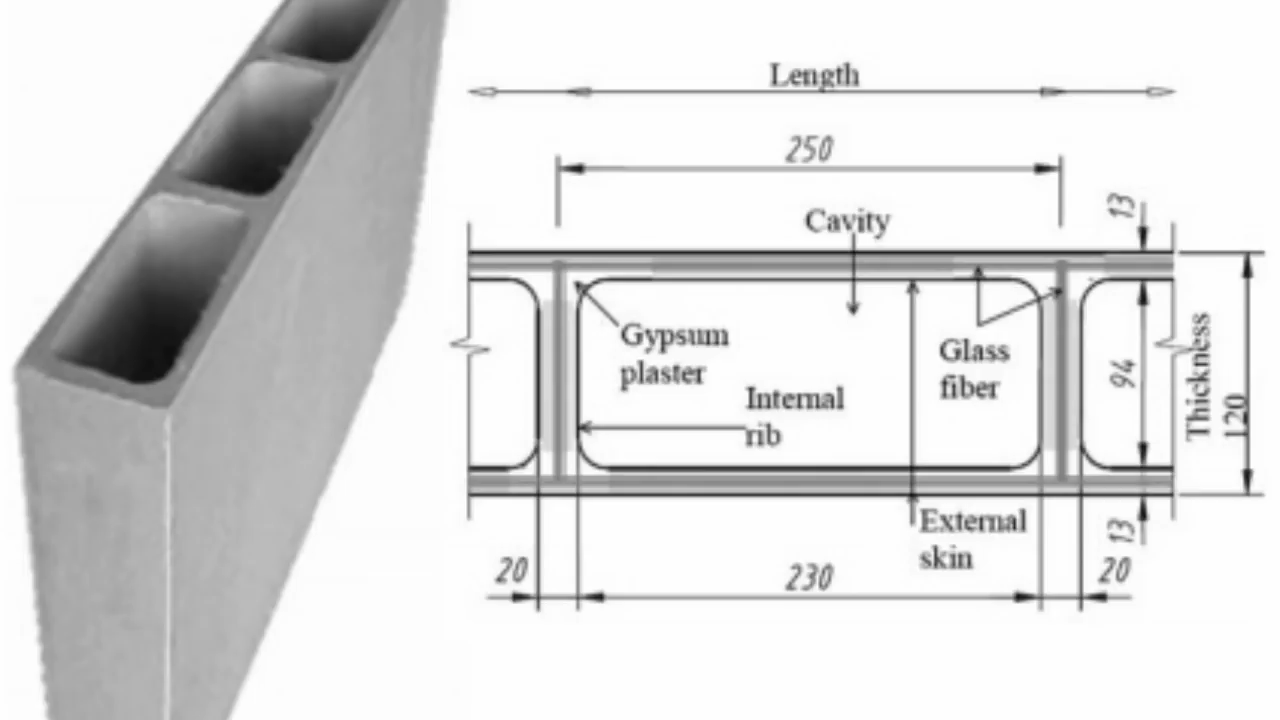 Length
250
13
Cavity
Gypsum
plaster
Glass
fiber
94
Thickness
120
Internal
rib
External
skin
13
20
230
20